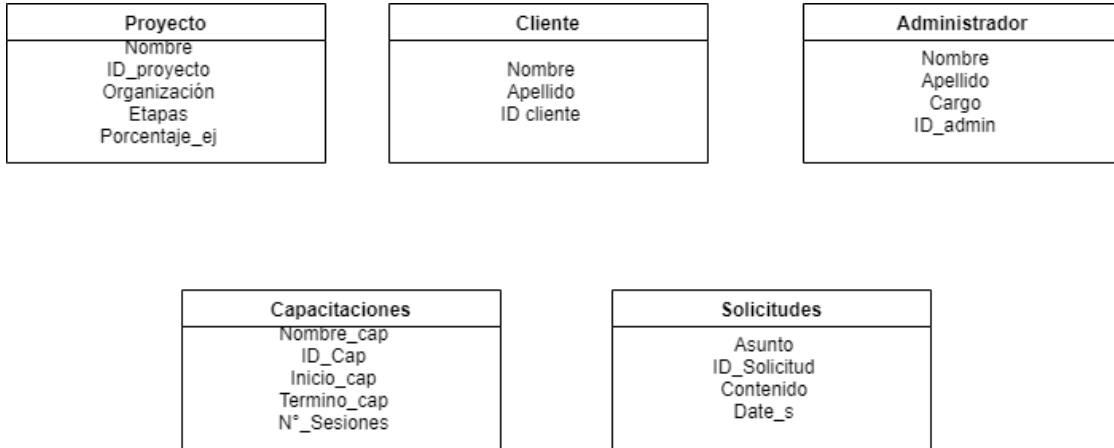 Proyecto
Nombre
ID_proyecto
Organización
Etapas
Porcentaje_ej
Cliente
Nombre
Apellido
ID cliente
Administrador
Nombre
Apellido
Cargo
ID_admin
Capacitaciones
Nombre_cap
ID_Cap
Inicio_cap
Termino_cap
N°_Sesiones
Solicitudes
Asunto
ID_Solicitud
Contenido
Date_s